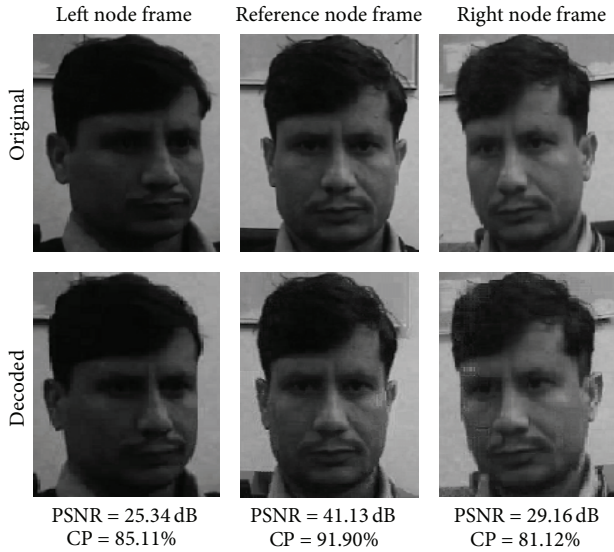 Left node frame
Reference node frame
Right node frame
Original
Decoded
PSNR = 25.34 dB
CP = 85.11%
PSNR = 41.13 dB
CP = 91.90%
PSNR = 29.16 dB
CP = 81.12%